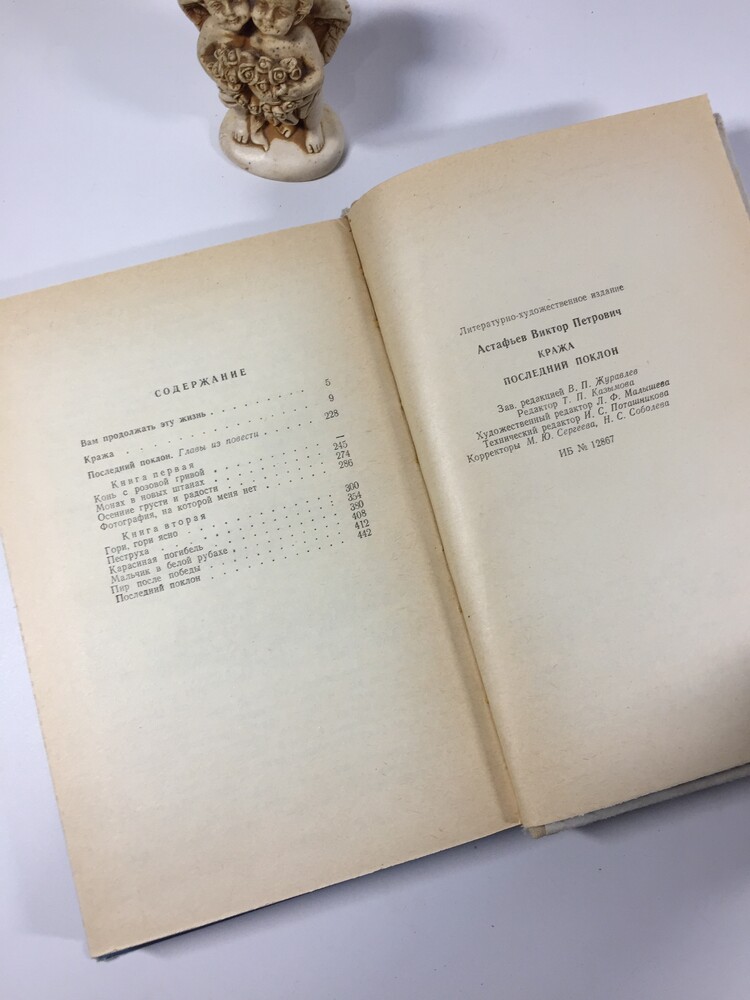 СОДЕРЖАНИЕ
Вам продолжать эту жизнь . . . . . . . . . . 5
Кража . . . . . . . . . . . . . . . . 9
Последний поклон. Главы из повести . . . . . 228
Книга первая
Конь с розовой гривой . . . . . . . . . . —
Монах в новых штанах . . . . . . . . . . 245
Осенние грусти и радости . . . . . . . . . 274
Фотография, на которой меня нет . . . . . . 286
Книга вторая
Гори, гори ясно . . . . . . . . . . . . 300
Пеструха . . . . . . . . . . . . . . 354
Карасиная погибель . . . . . . . . . . . 380
Мальчик в белой рубахе . . . . . . . . . . 408
Пир после победы . . . . . . . . . . . 412
Последний поклон . . . . . . . . . . . 442
Литературно-художественное издание
Астафьев Виктор Петрович
КРАЖА
ПОСЛЕДНИЙ ПОКЛОН
Зав. редакцией В. П. Журавлев
Редактор Т. П. Казымова
Художественный редактор Л. Ф. Малышева
Технический редактор И. С. Поташникова
Корректоры М. Ю. Сергеева, Н. С. Соболева
ИБ № 12867